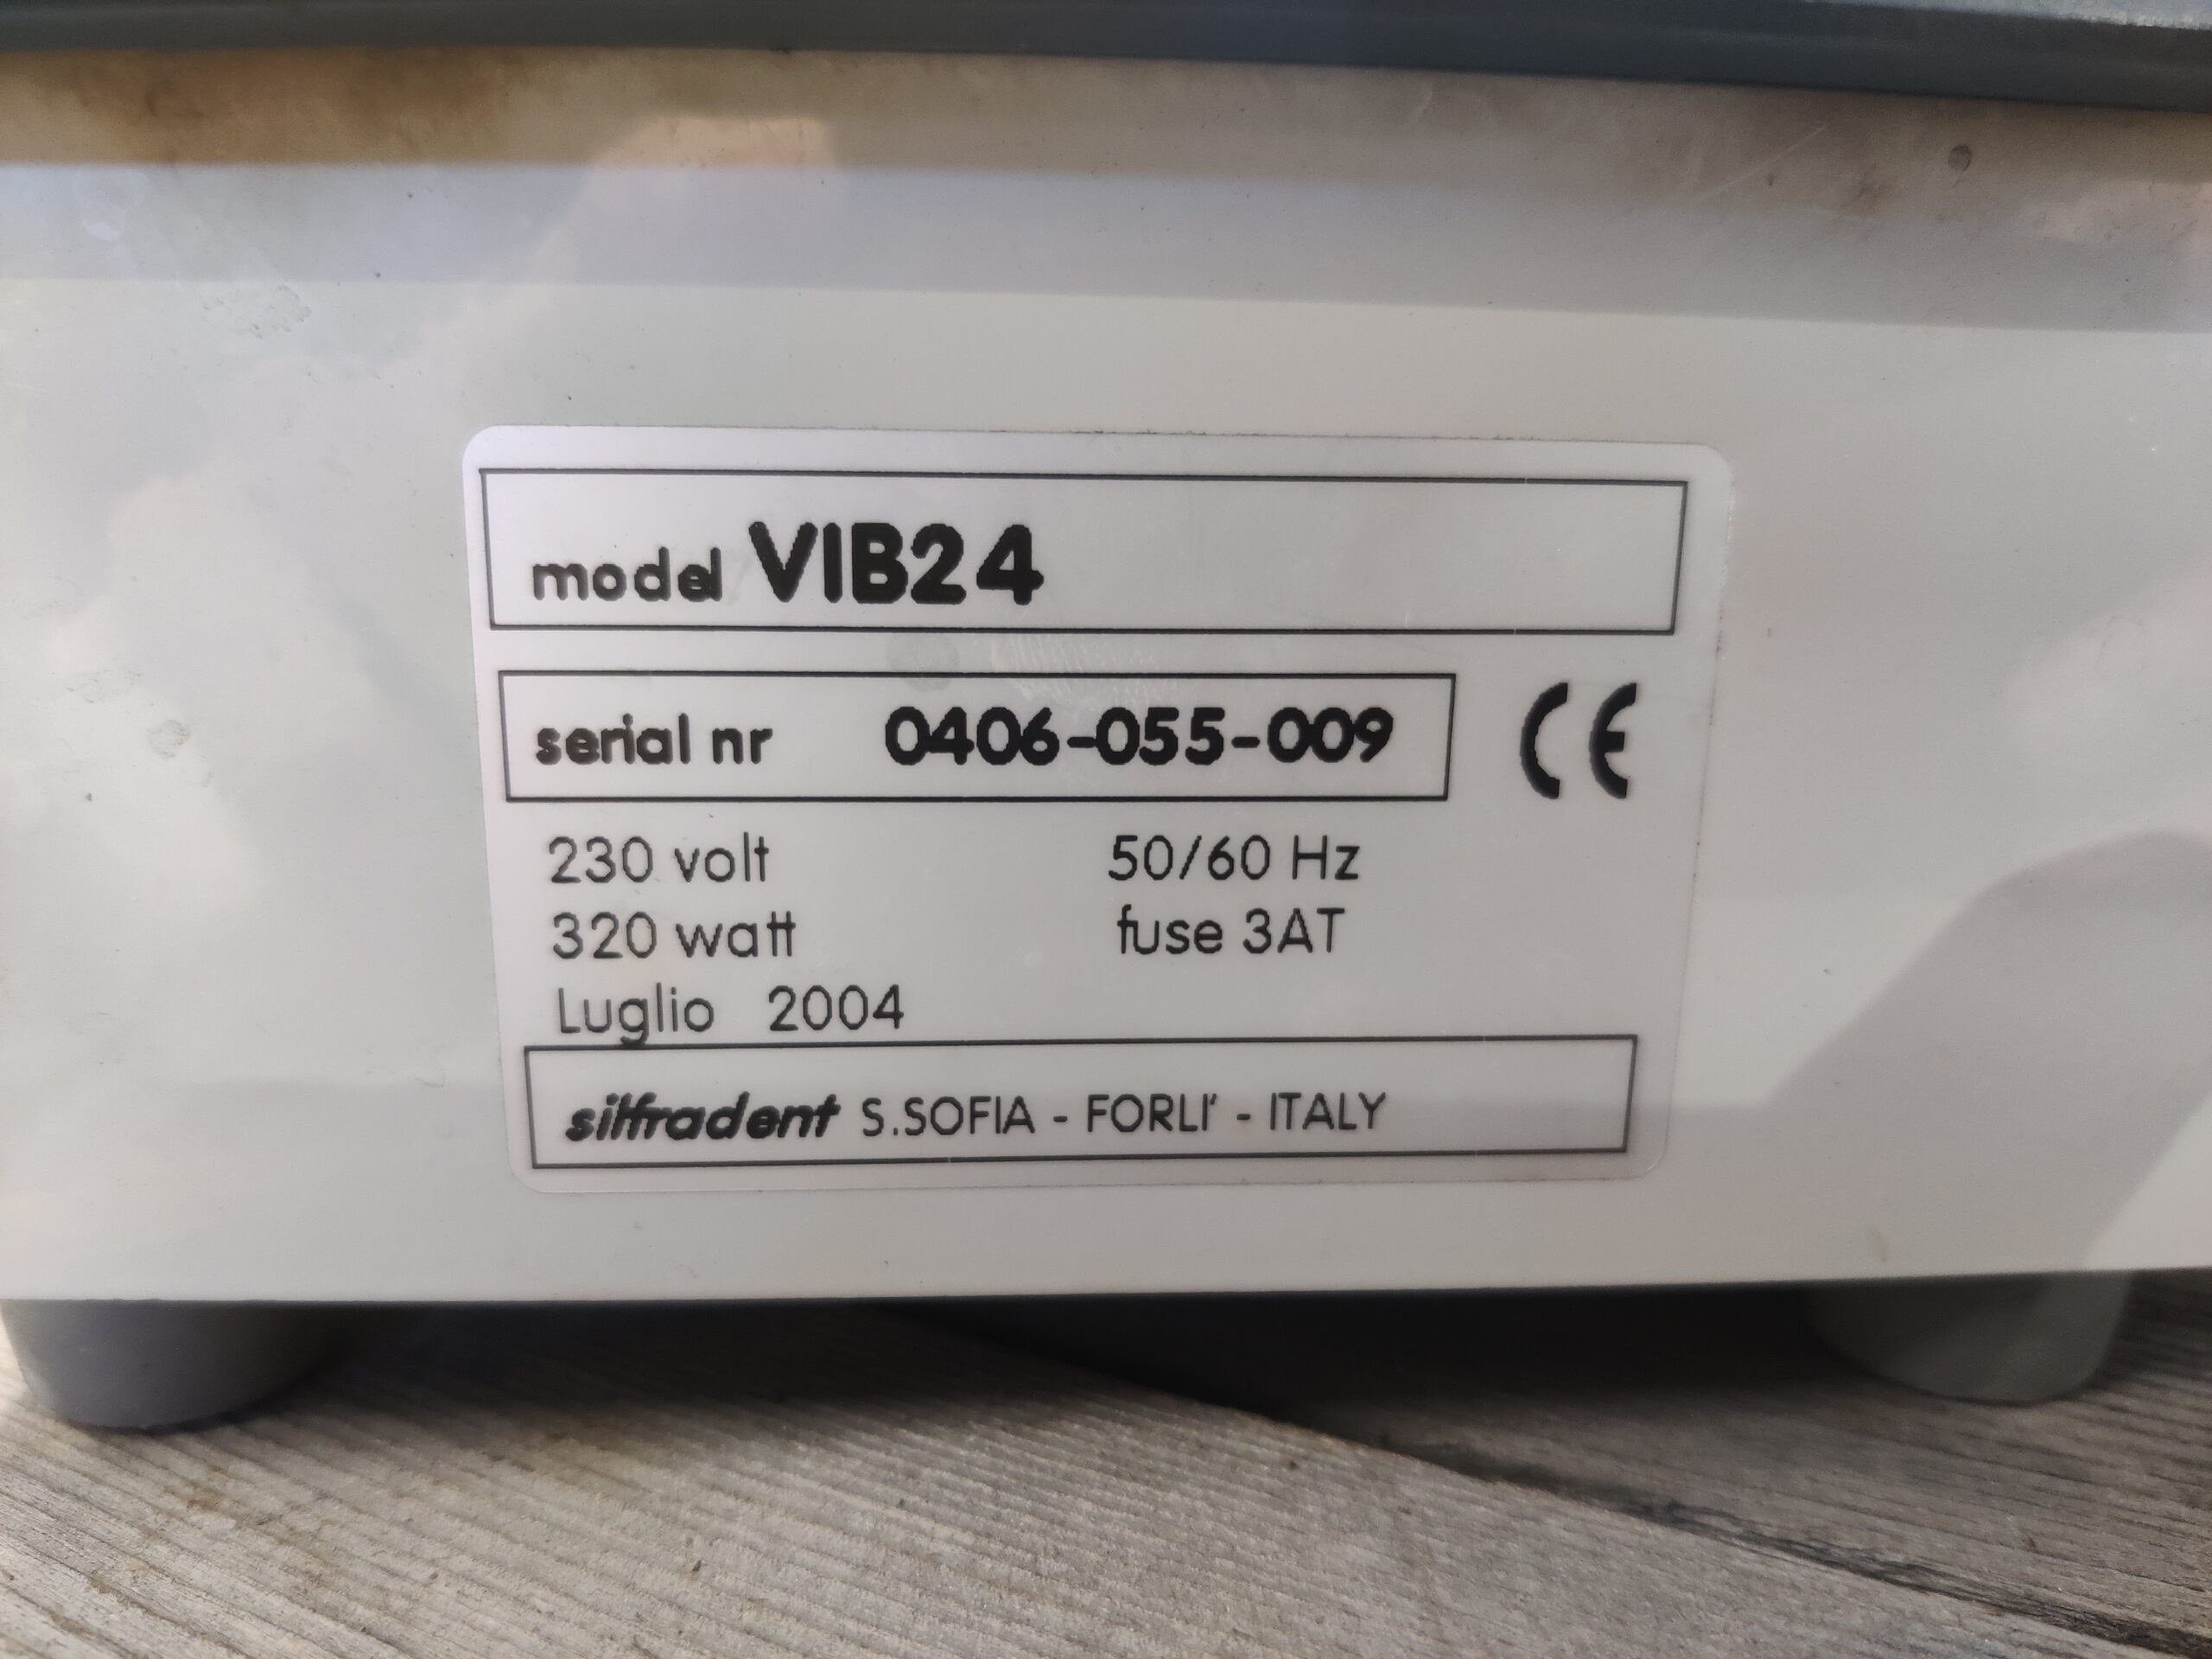 model VIB24
serial nr 0406-055-009 CE
230 volt 50/60 Hz
320 watt fuse 3AT
Luglio 2004
silfradent S.SOFIA - FORLI' - ITALY